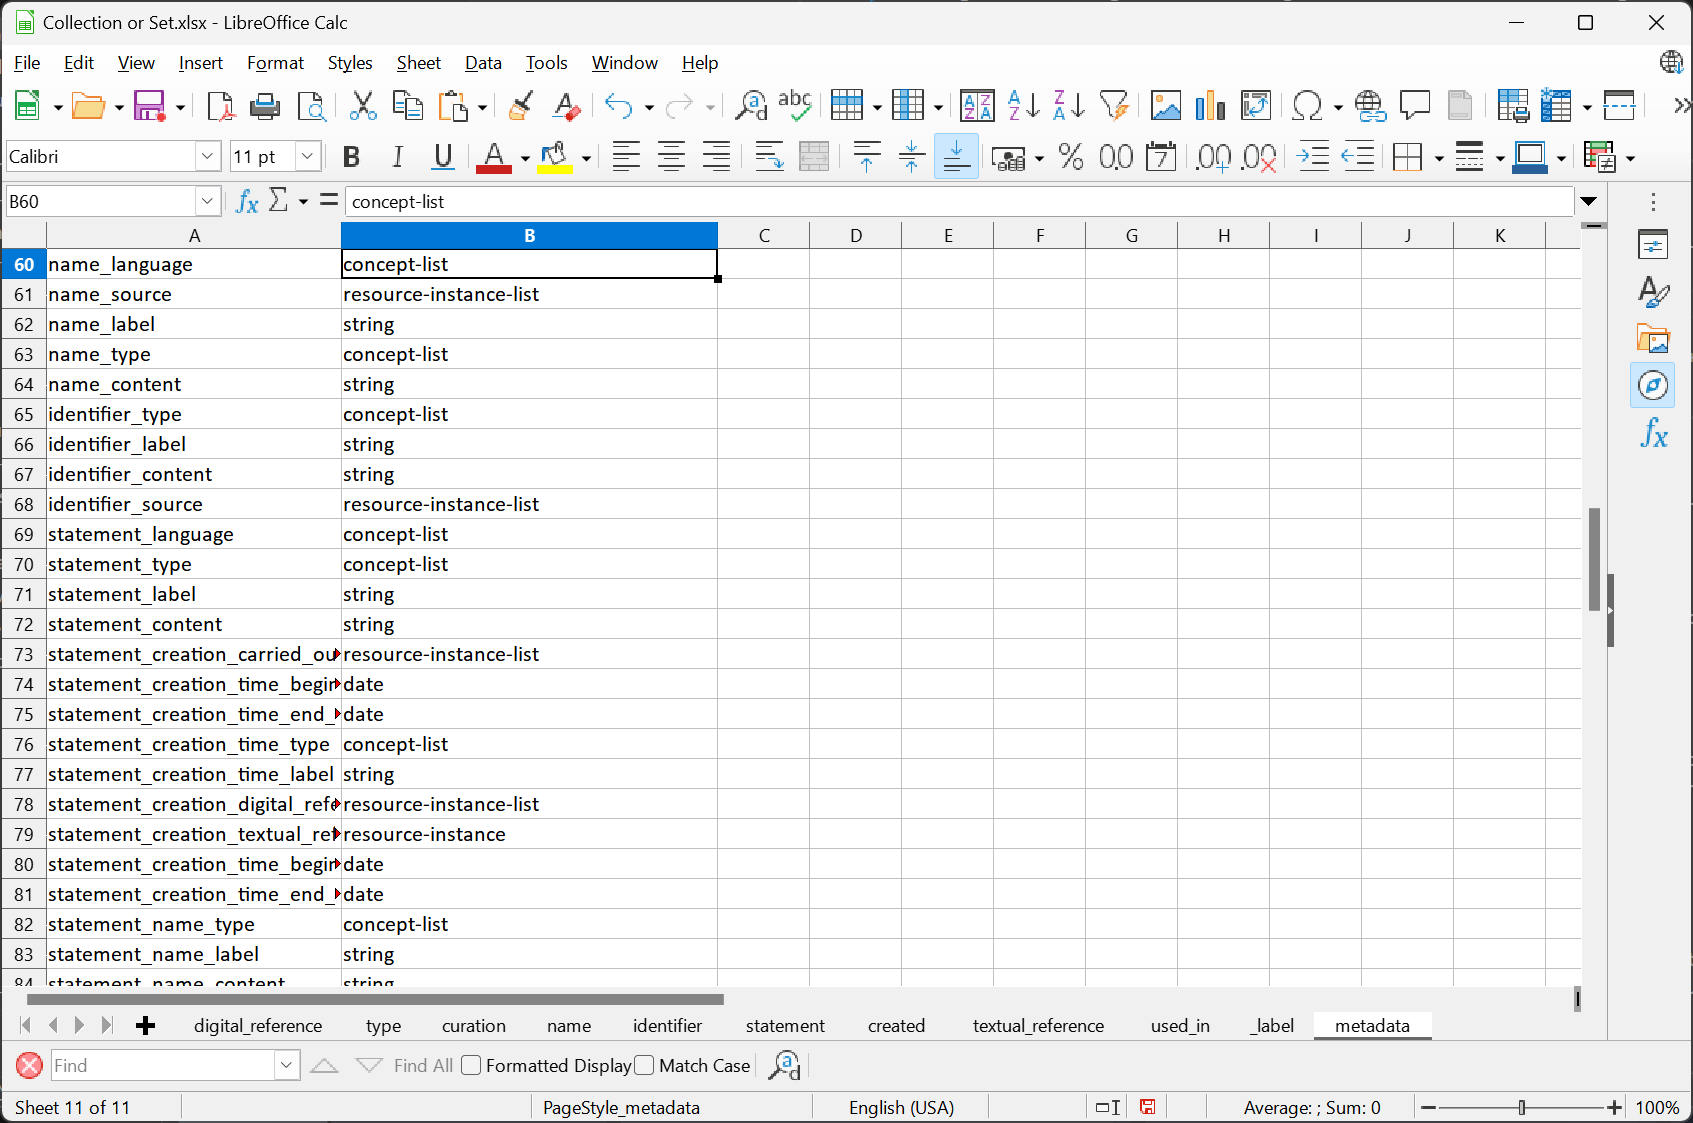 Collection or Set.xlsx - LibreOffice Calc
File Edit View Insert Format Styles Sheet Data Tools Window Help
Calibri 11 pt
B60 concept-list
A B C D E F G H I J K
60 name_language concept-list
61 name_source resource-instance-list
62 name_label string
63 name_type concept-list
64 name_content string
65 identifier_type concept-list
66 identifier_label string
67 identifier_content string
68 identifier_source resource-instance-list
69 statement_language concept-list
70 statement_type concept-list
71 statement_label string
72 statement_content string
73 statement_creation_carried_ou resource-instance-list
74 statement_creation_time_begin date
75 statement_creation_time_end_ date
76 statement_creation_time_type concept-list
77 statement_creation_time_label string
78 statement_creation_digital_refe resource-instance-list
79 statement_creation_textual_ref resource-instance
80 statement_creation_time_begin date
81 statement_creation_time_end_ date
82 statement_name_type concept-list
83 statement_name_label string
84 statement_name_content string
digital_reference type curation name identifier statement created textual_reference used_in _label metadata
Find Find All Formatted Display Match Case
Sheet 11 of 11 PageStyle_metadata English (USA) Average: ; Sum: 0 100%